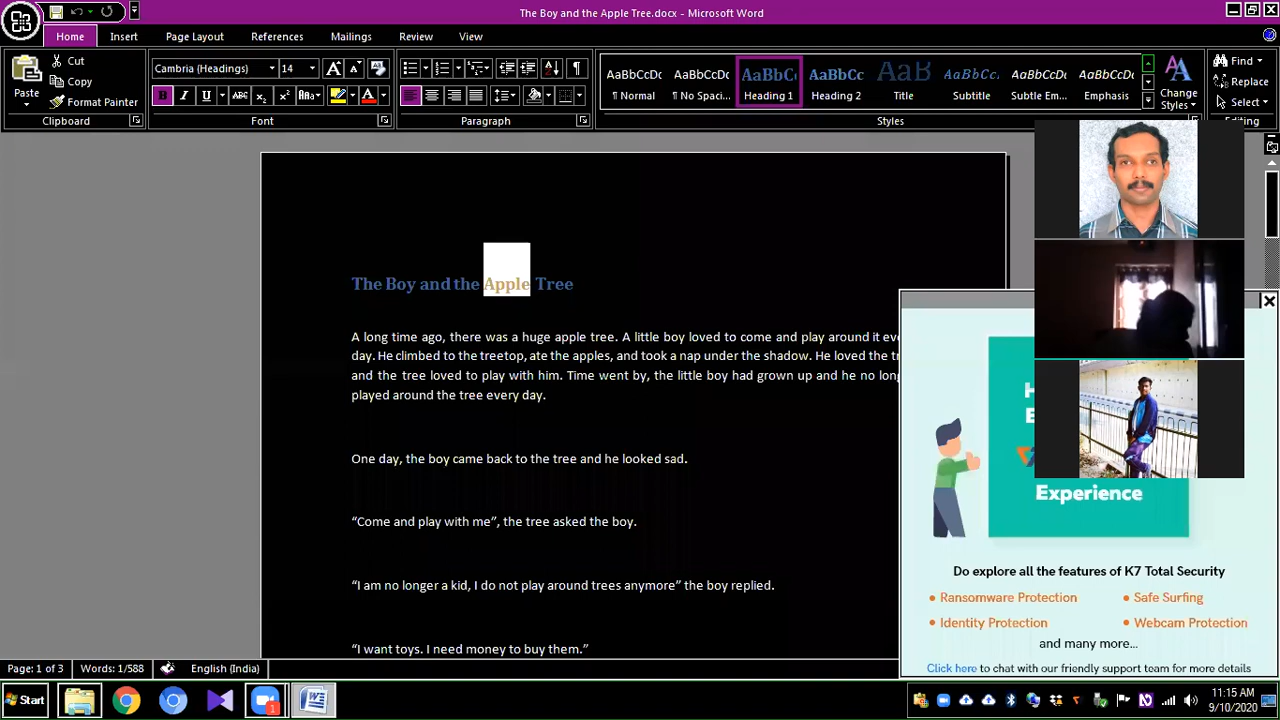 The Boy and the Apple Tree.docx - Microsoft Word
Home Insert Page Layout References Mailings Review View
Paste
Cut
Copy
Format Painter
Clipboard
Cambria (Headings) 14
Font
Paragraph
AaBbCcDc AaBbCcDc AaBbC AaBbCc AaB AaBbCcI AaBbCcDc AaBbCcDc
¶ Normal ¶ No Spaci... Heading 1 Heading 2 Title Subtitle Subtle Em... Emphasis
Change
Styles
Styles
Find
Replace
Select
Editing
The Boy and the Apple Tree
A long time ago, there was a huge apple tree. A little boy loved to come and play around it
day. He climbed to the treetop, ate the apples, and took a nap under the shadow. He loved the
and the tree loved to play with him. Time went by, the little boy had grown up and he no
played around the tree every day.
One day, the boy came back to the tree and he looked sad.
“Come and play with me”, the tree asked the boy.
“I am no longer a kid, I do not play around trees anymore” the boy replied.
“I want toys. I need money to buy them.”
Experience
Do explore all the features of K7 Total Security
• Ransomware Protection • Safe Surfing
• Identity Protection • Webcam Protection
and many more...
Click here to chat with our friendly support team for more details
Page: 1 of 3 Words: 1/588 English (India)
Start
1
11:15 AM
9/10/2020